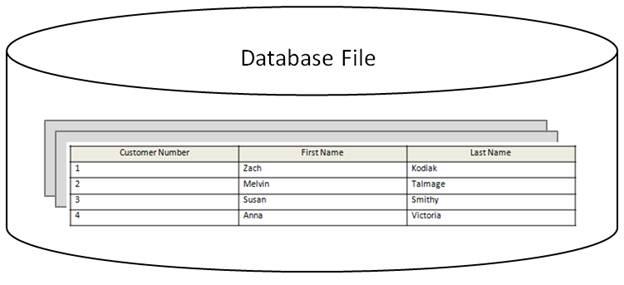 Database File
Customer Number First Name Last Name
1 Zach Kodiak
2 Melvin Talmage
3 Susan Smithy
4 Anna Victoria